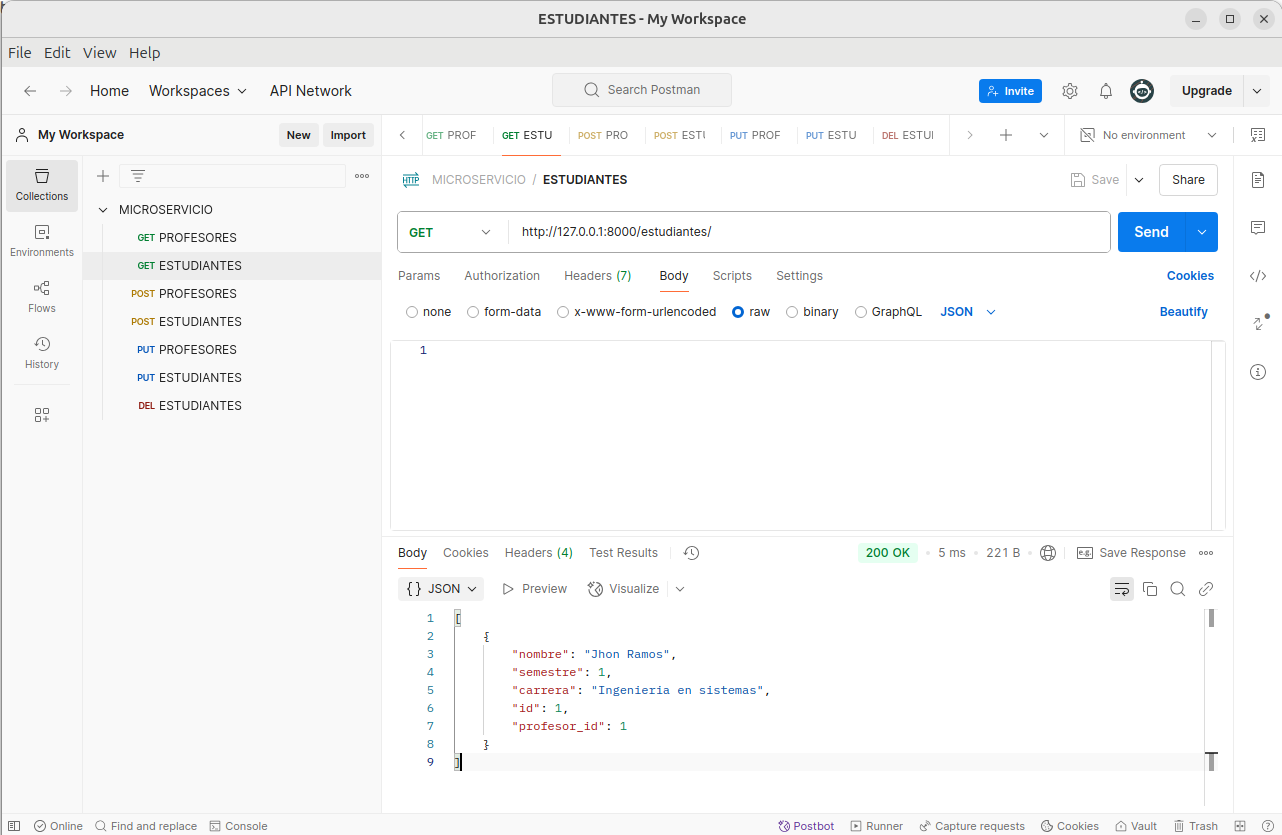 ESTUDIANTES - My Workspace
File Edit View Help
Home Workspaces API Network Search Postman Invite Upgrade
My Workspace New Import GET PROF GET ESTU POST PRO POST ESTU PUT PROF PUT ESTU DEL ESTUI No environment
Collections
Environments
Flows
History
MICROSERVICIO
GET PROFESORES
GET ESTUDIANTES
POST PROFESORES
POST ESTUDIANTES
PUT PROFESORES
PUT ESTUDIANTES
DEL ESTUDIANTES
HTTP MICROSERVICIO / ESTUDIANTES Save Share
GET http://127.0.0.1:8000/estudiantes/ Send
Params Authorization Headers (7) Body Scripts Settings Cookies
none form-data x-www-form-urlencoded raw binary GraphQL JSON Beautify
1
Body Cookies Headers (4) Test Results 200 OK • 5 ms • 221 B • e.g. Save Response
{} JSON Preview Visualize
1 [
2 {
3 "nombre": "Jhon Ramos",
4 "semestre": 1,
5 "carrera": "Ingenieria en sistemas",
6 "id": 1,
7 "profesor_id": 1
8 }
9 ]
Online Find and replace Console Postbot Runner Capture requests Cookies Vault Trash